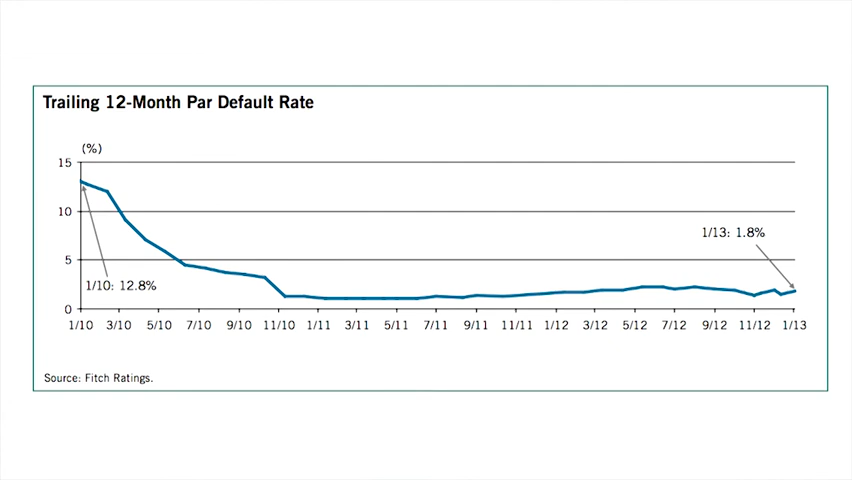 Trailing 12-Month Par Default Rate
(%)
15
10
5
0
1/13: 1.8%
1/10: 12.8%
1/10 3/10 5/10 7/10 9/10 11/10 1/11 3/11 5/11 7/11 9/11 11/11 1/12 3/12 5/12 7/12 9/12 11/12 1/13
Source: Fitch Ratings.